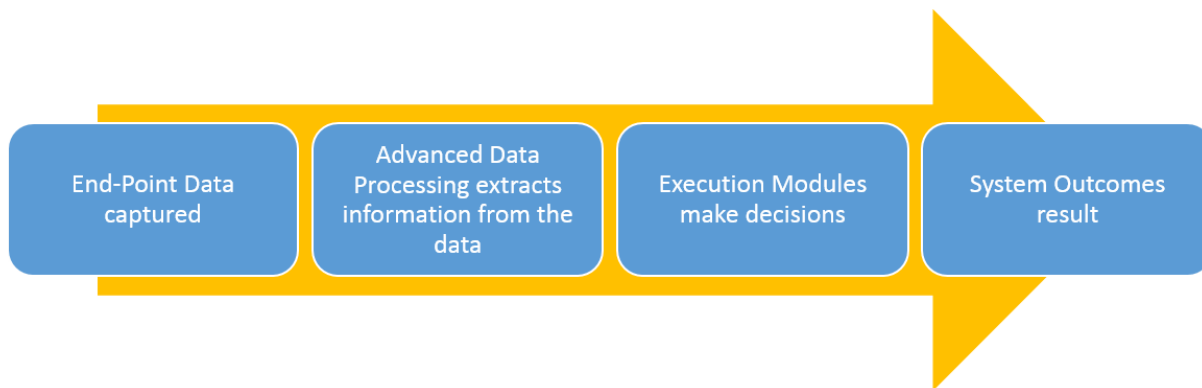 End-Point Data
captured
Advanced Data
Processing extracts
information from the
data
Execution Modules
make decisions
System Outcomes
result